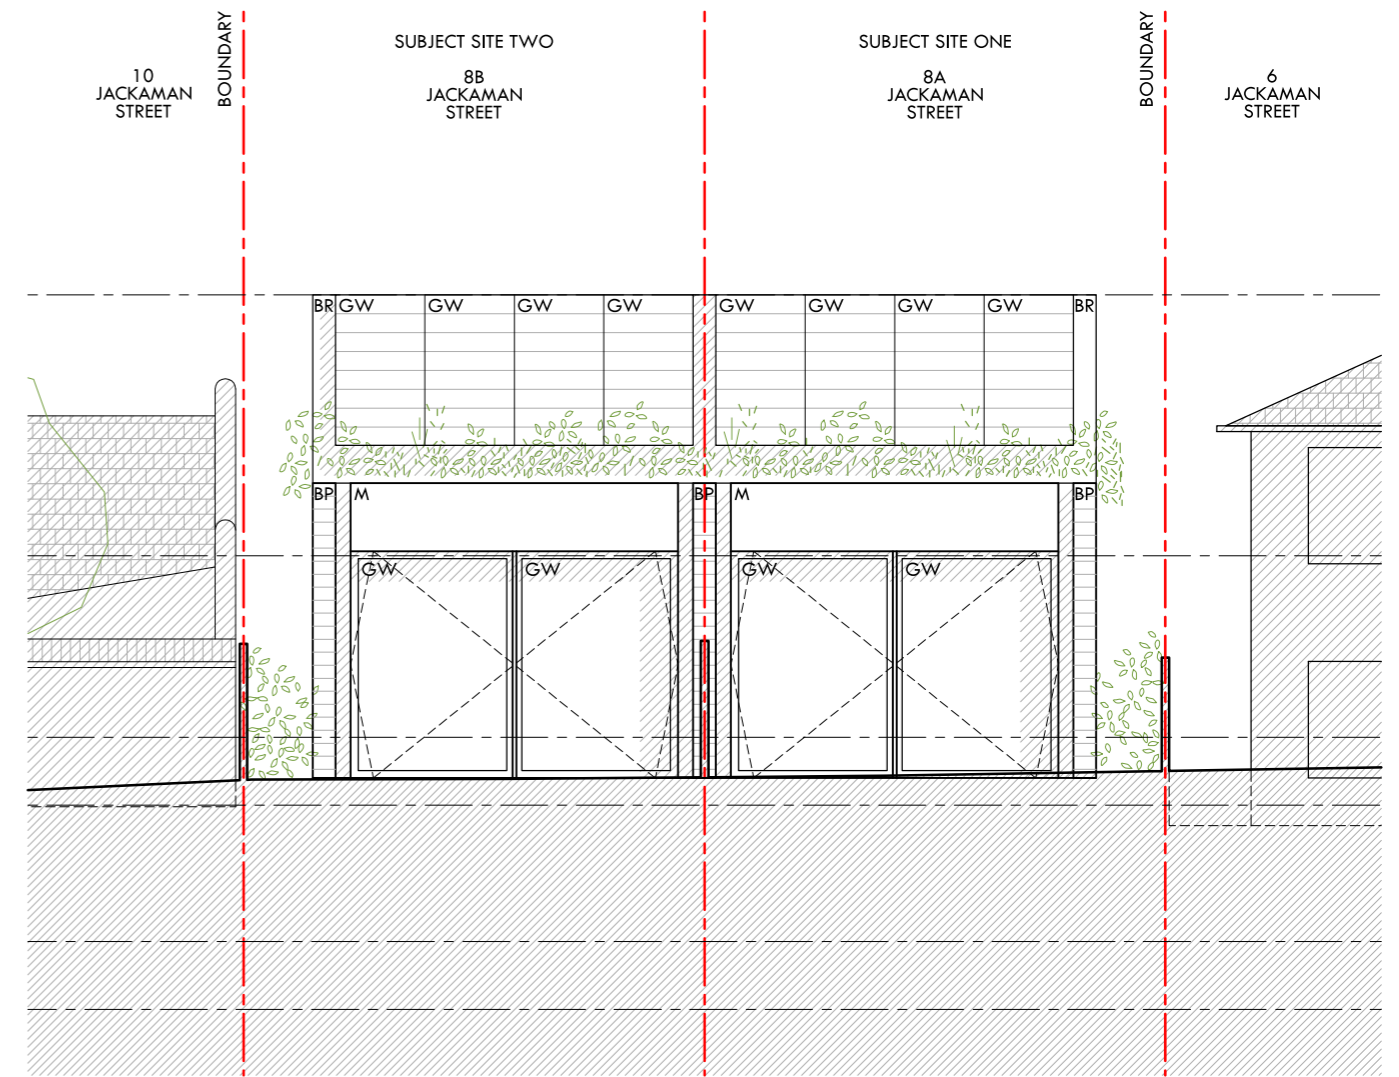 BOUNDARY
SUBJECT SITE TWO
SUBJECT SITE ONE
BOUNDARY
10
JACKAMAN
STREET
8B
JACKAMAN
STREET
8A
JACKAMAN
STREET
6
JACKAMAN
STREET
BR GW GW GW GW GW GW GW GW BR
BP M BP M BP
GW GW GW GW